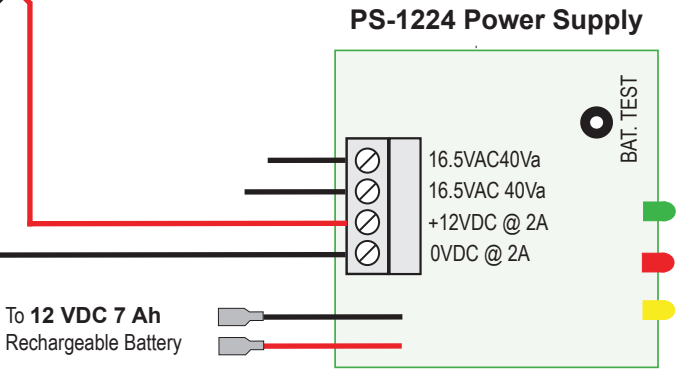 PS-1224 Power Supply
BAT. TEST
16.5VAC40Va
16.5VAC 40Va
+12VDC @ 2A
0VDC @ 2A
To 12 VDC 7 Ah
Rechargeable Battery